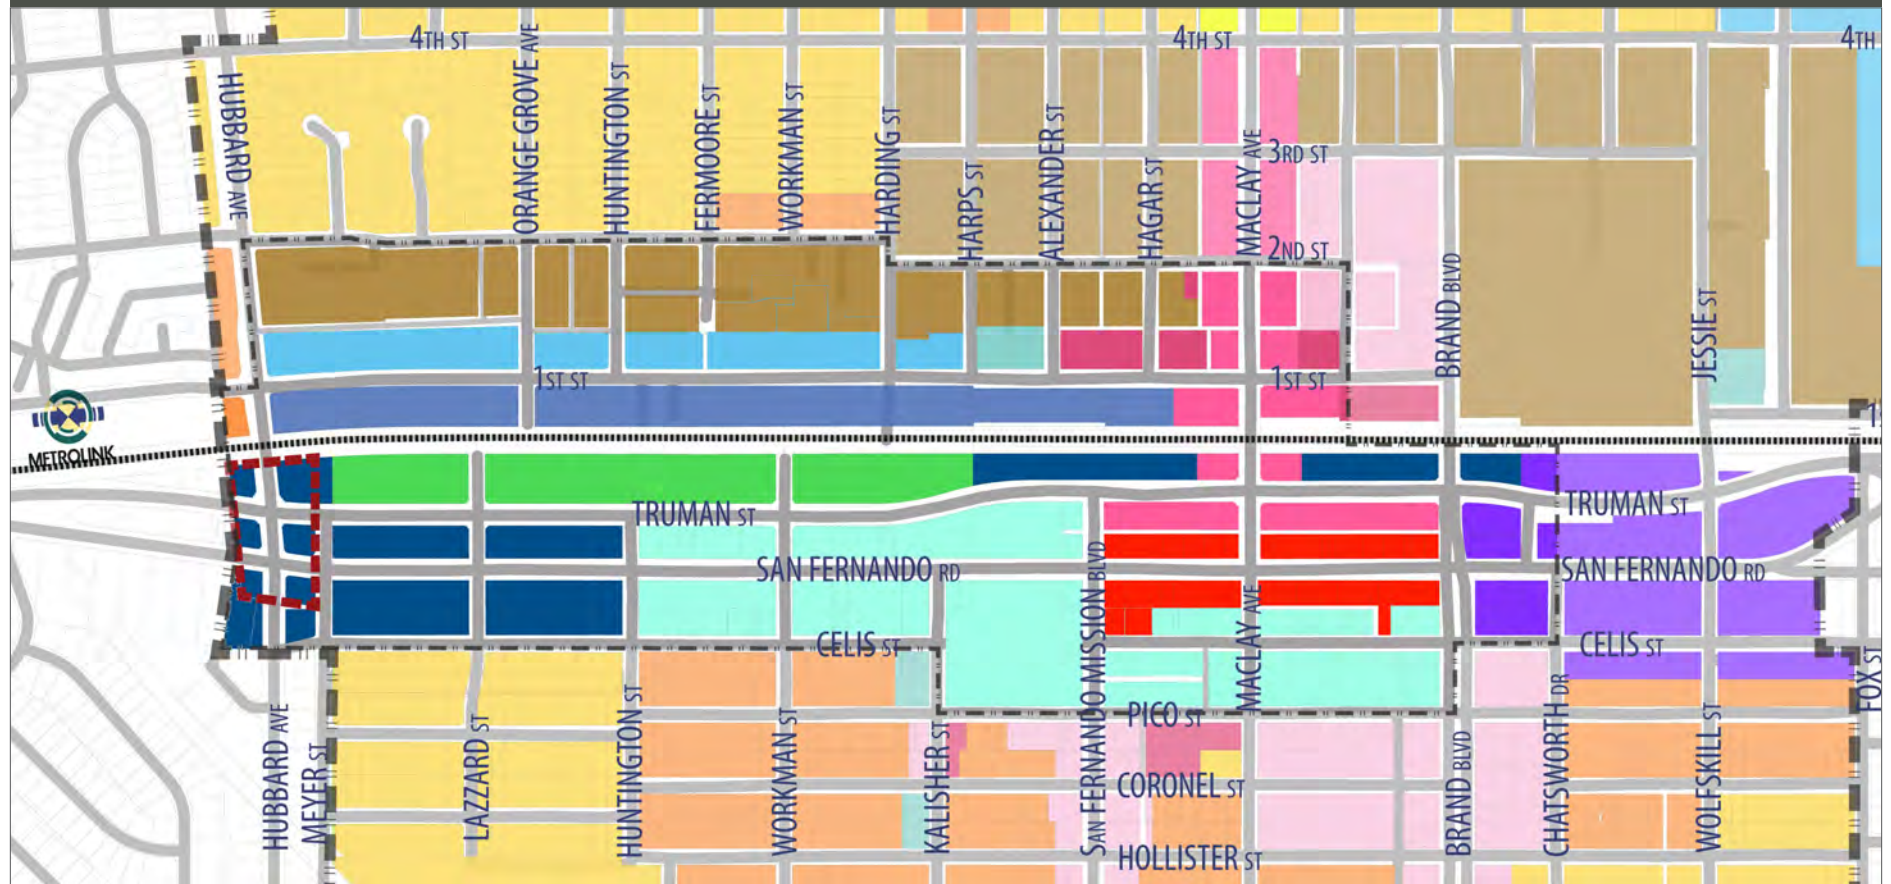 4TH ST
4TH ST
4TH
HUBBARD AVE
ORANGE GROVE AVE
HUNTINGTON ST
FERMOORE ST
WORKMAN ST
HARDING ST
HARPS ST
ALEXANDER ST
HAGAR ST
MACLAY AVE
3RD ST
2ND ST
BRAND BLVD
JESSIE ST
1ST ST
1ST ST
METROLINK
TRUMAN ST
TRUMAN ST
SAN FERNANDO RD
SAN FERNANDO RD
CELIS ST
CELIS ST
HUBBARD AVE
MEYER ST
LAZZARD ST
HUNTINGTON ST
WORKMAN ST
KALISHER ST
SAN FERNANDO MISSION BLVD
MACLAY AVE
PICO ST
CORONEL ST
HOLLISTER ST
BRAND BLVD
CHATSWORTH DR
WOLFSKILL ST
FOX ST